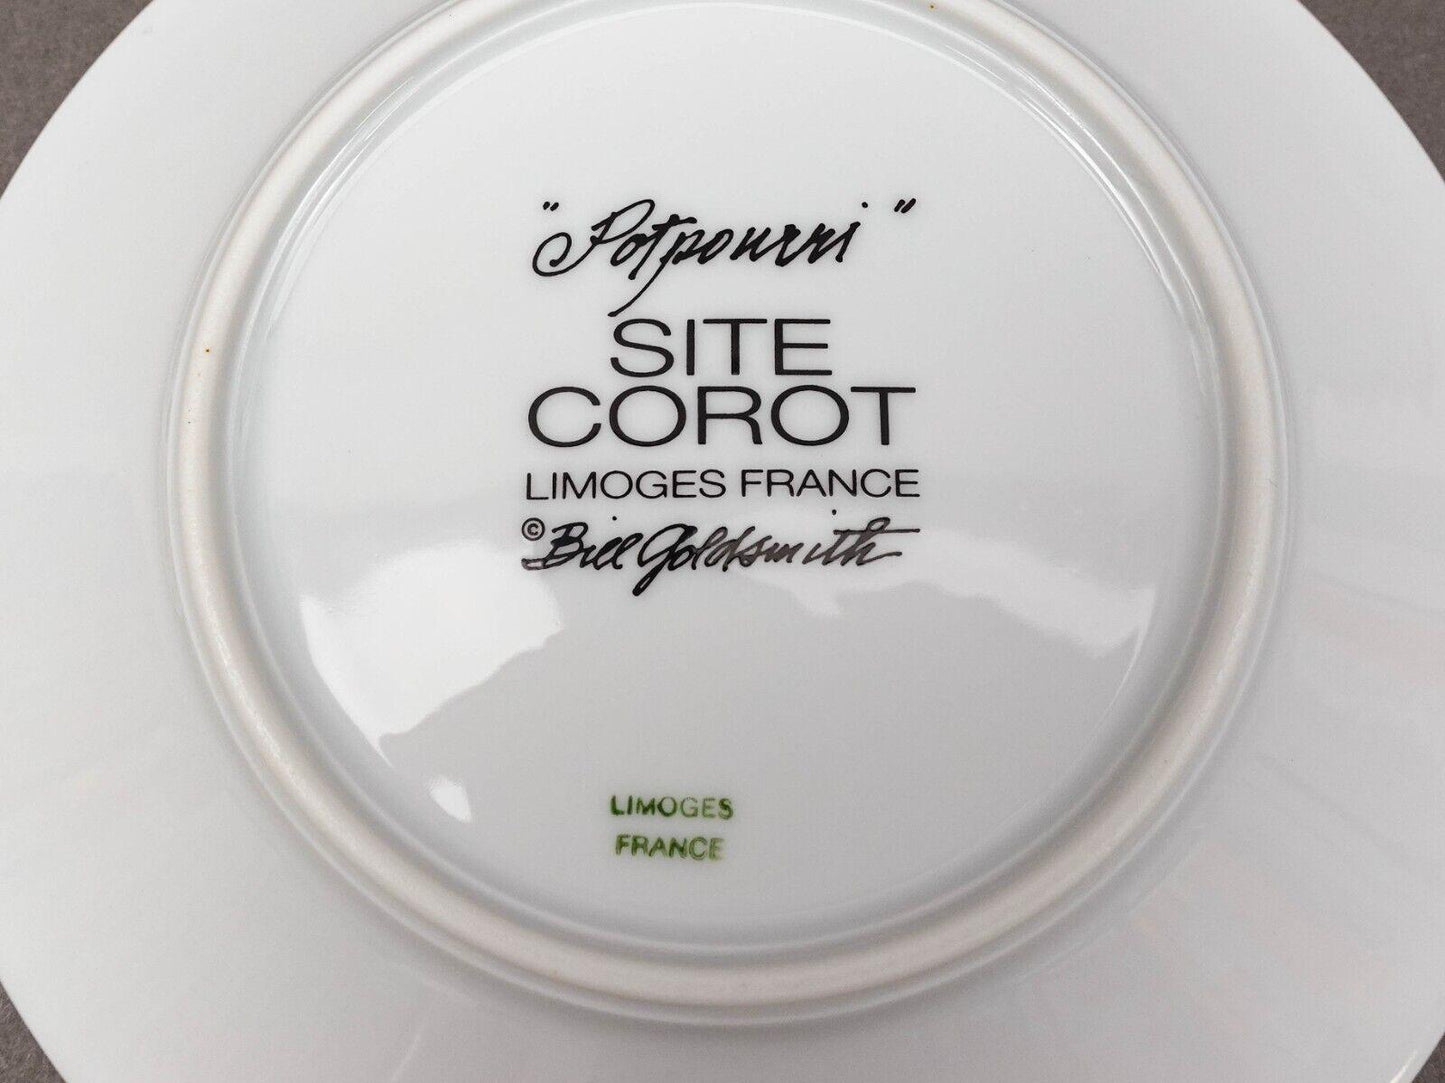 "Potpourri"
SITE
COROT
LIMOGES FRANCE
© Bill Goldsmith
LIMOGES
FRANCE